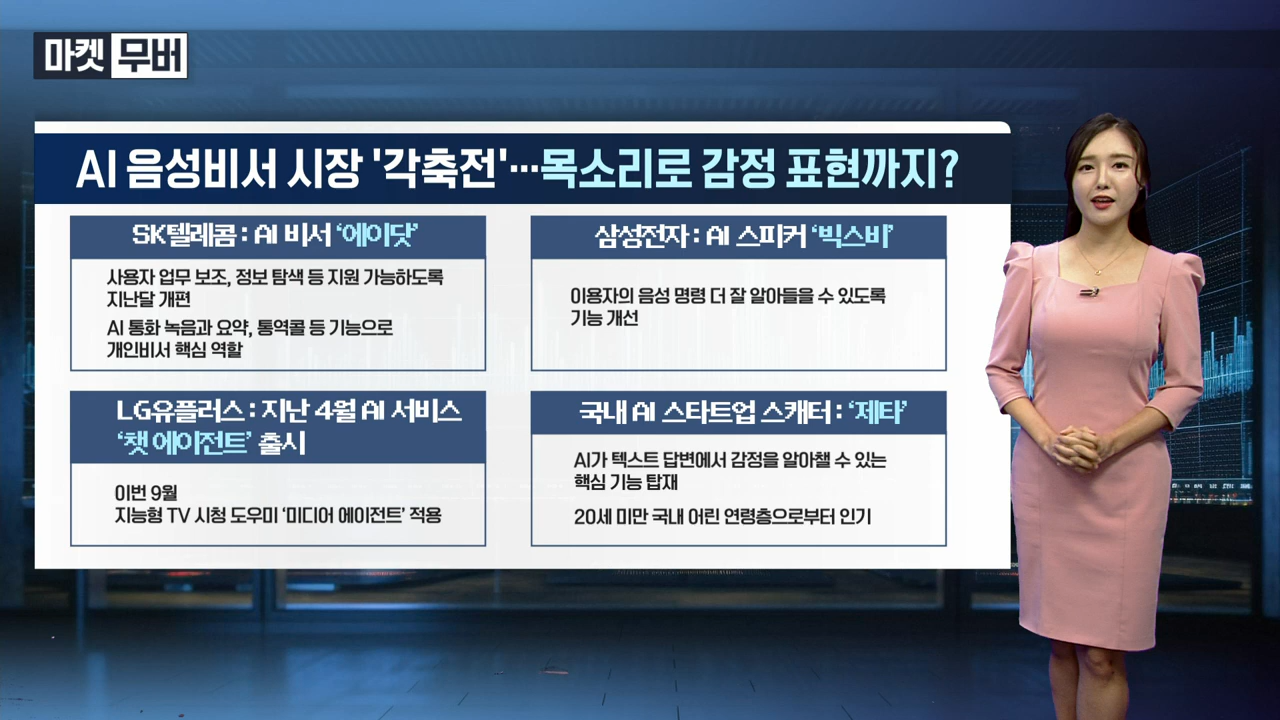 마켓 무버
AI 음성비서 시장 '각축전'…목소리로 감정 표현까지?
SK텔레콤 : AI 비서 ‘에이닷’
사용자 업무 보조, 정보 탐색 등 지원 가능하도록
지난달 개편
AI 통화 녹음과 요약, 통역콜 등 기능으로
개인비서 핵심 역할
삼성전자 : AI 스피커 ‘빅스비’
이용자의 음성 명령 더 잘 알아들을 수 있도록
기능 개선
LG유플러스 : 지난 4월 AI 서비스
‘챗 에이전트’ 출시
이번 9월
지능형 TV 시청 도우미 ‘미디어 에이전트’ 적용
국내 AI 스타트업 스캐터 : ‘제타’
AI가 텍스트 답변에서 감정을 알아챌 수 있는
핵심 기능 탑재
20세 미만 국내 어린 연령층으로부터 인기